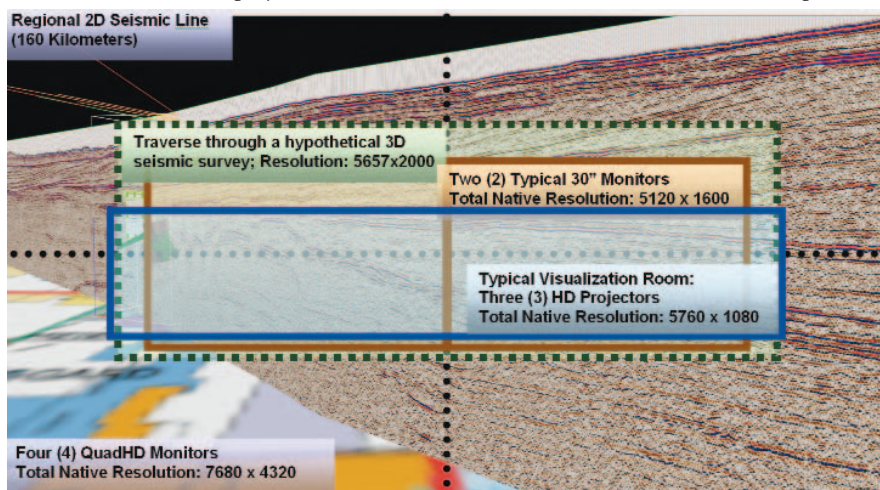 Regional 2D Seismic Line
(160 Kilometers)
Traverse through a hypothetical 3D
seismic survey; Resolution: 5657x2000
Two (2) Typical 30" Monitors
Total Native Resolution: 5120 x 1600
Typical Visualization Room:
Three (3) HD Projectors
Total Native Resolution: 5760 x 1080
Four (4) QuadHD Monitors
Total Native Resolution: 7680 x 4320